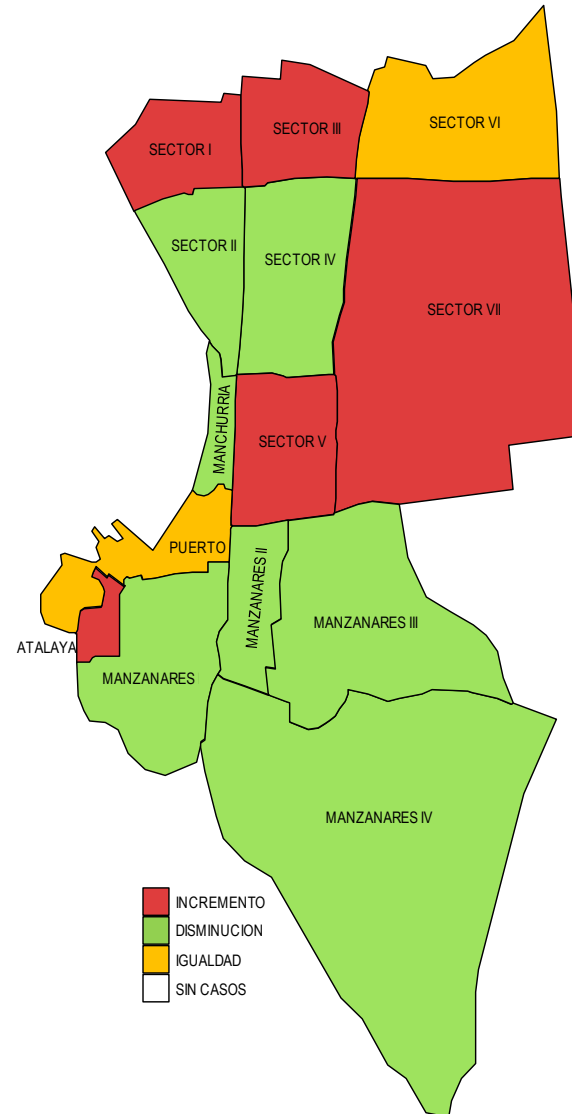 SECTOR VI
SECTOR III
SECTOR I
SECTOR II
SECTOR IV
SECTOR VII
MANCHURRIA
SECTOR V
PUERTO
MANZANARES II
MANZANARES III
ATALAYA
MANZANARES
MANZANARES IV
INCREMENTO
DISMINUCION
IGUALDAD
SIN CASOS